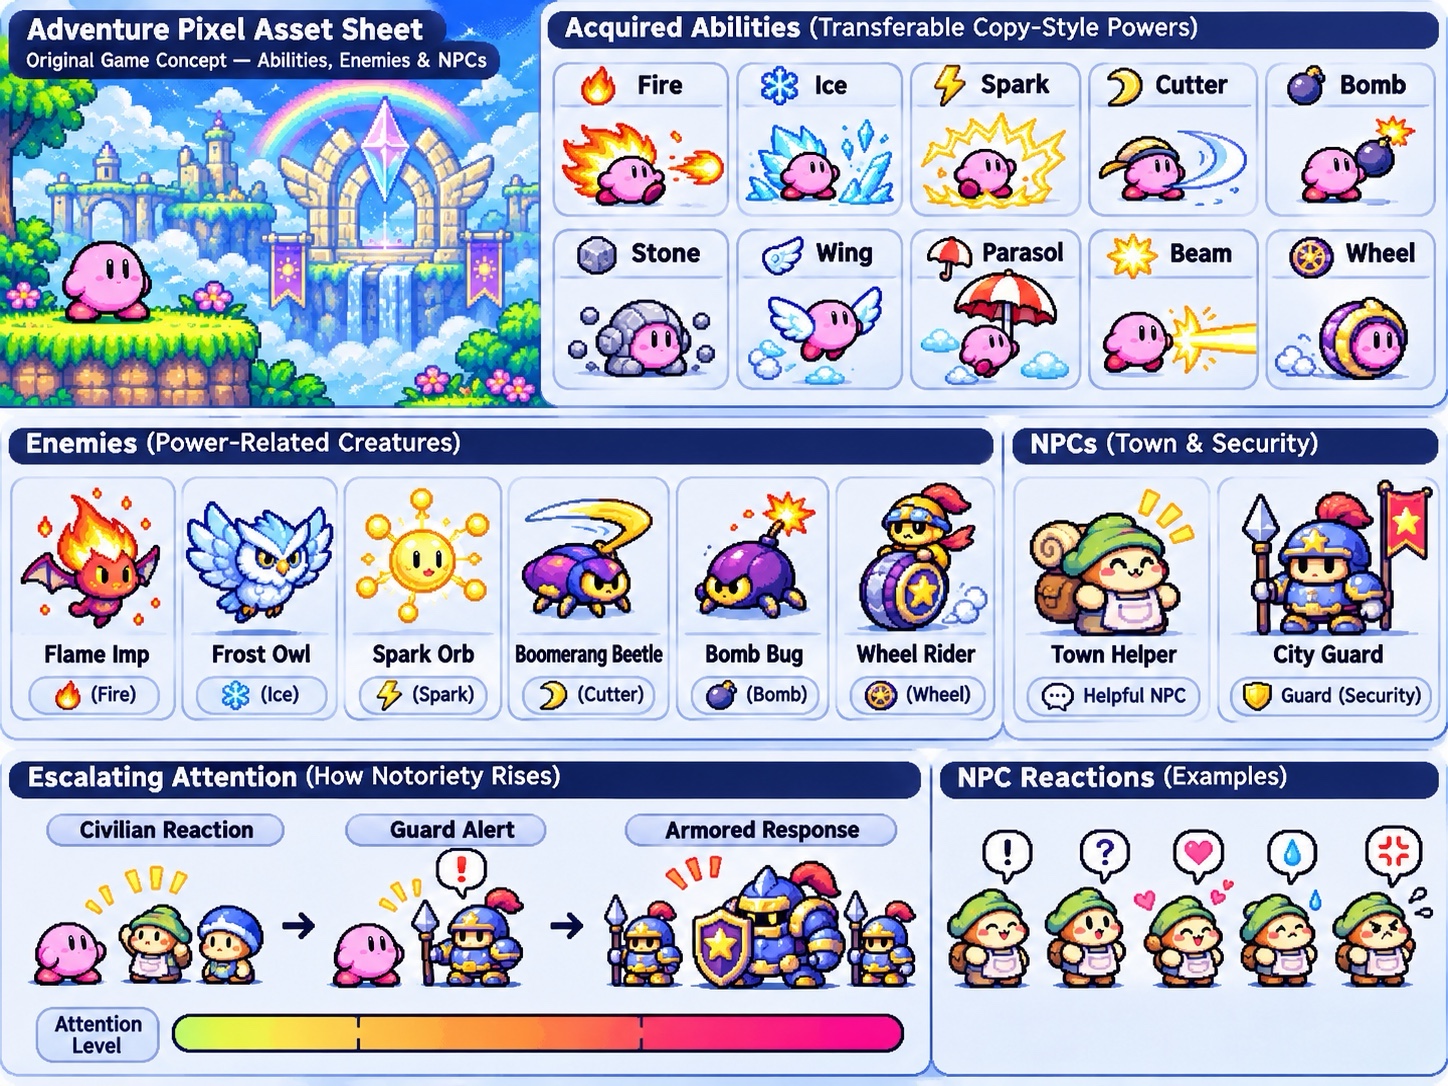 Adventure Pixel Asset Sheet
Original Game Concept — Abilities, Enemies & NPCs
Acquired Abilities (Transferable Copy-Style Powers)
Fire
Ice
Spark
Cutter
Bomb
Stone
Wing
Parasol
Beam
Wheel
Enemies (Power-Related Creatures)
Flame Imp
(Fire)
Frost Owl
(Ice)
Spark Orb
(Spark)
Boomerang Beetle
(Cutter)
Bomb Bug
(Bomb)
Wheel Rider
(Wheel)
NPCs (Town & Security)
Town Helper
Helpful NPC
City Guard
Guard (Security)
Escalating Attention (How Notoriety Rises)
Civilian Reaction
Guard Alert
Armored Response
!
Attention
Level
NPC Reactions (Examples)
!
?